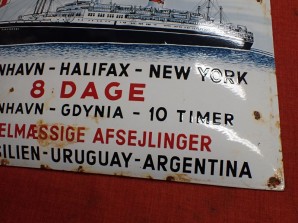 NHAVN - HALIFAX - NEW YORK
8 DAGE
NHAVN - GDYNIA - 10 TIMER
ELMÆSSIGE AFSEJLINGER
SILIEN-URUGUAY-ARGENTINA